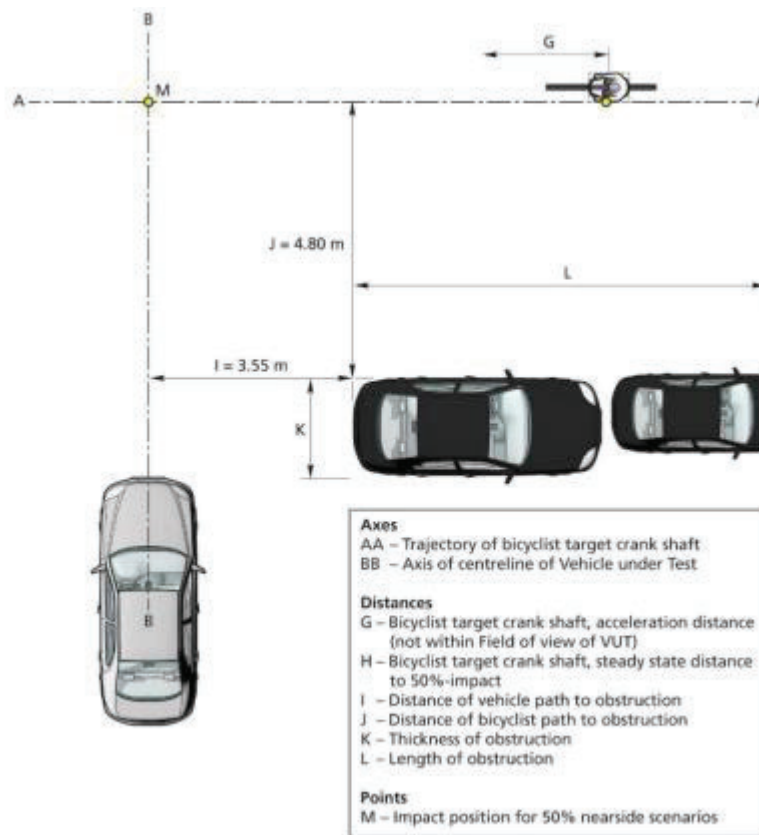 B
G
M
A
A
J = 4.80 m
L
I = 3.55 m
K
B
Axes
AA – Trajectory of bicyclist target crank shaft
BB – Axis of centreline of Vehicle under Test
Distances
G – Bicyclist target crank shaft, acceleration distance
(not within Field of view of VUT)
H – Bicyclist target crank shaft, steady state distance
to 50%-impact
I – Distance of vehicle path to obstruction
J – Distance of bicyclist path to obstruction
K – Thickness of obstruction
L – Length of obstruction
Points
M – Impact position for 50% nearside scenarios